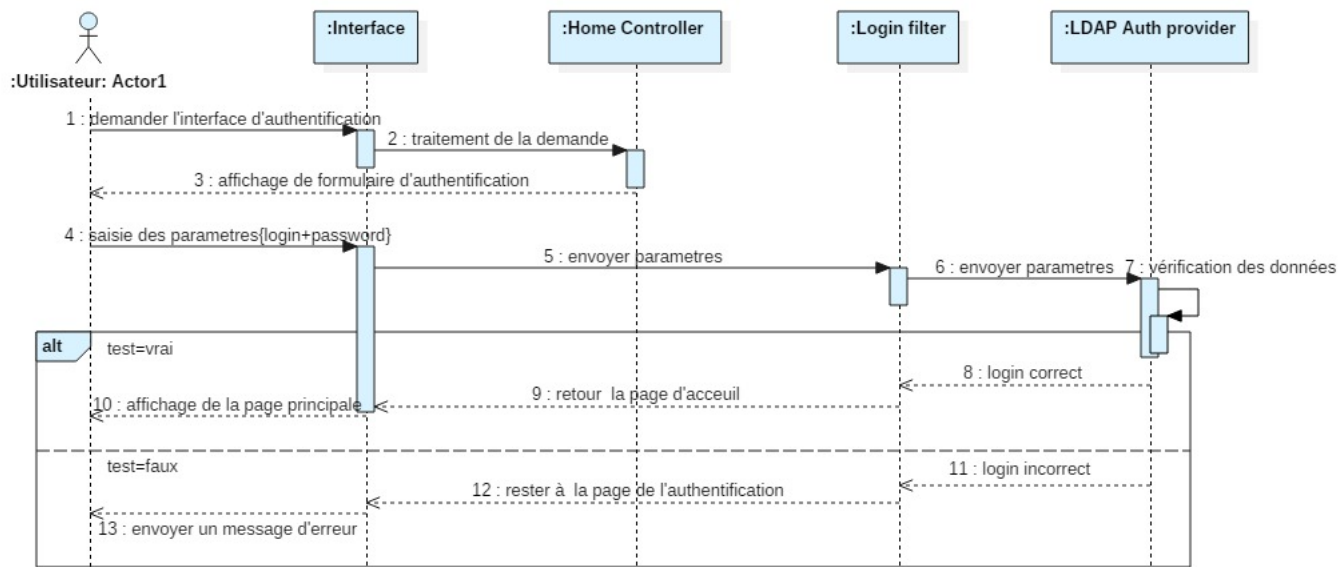 :Interface
:Home Controller
:Login filter
:LDAP Auth provider
:Utilisateur: Actor1
1 : demander l'interface d'authentification
2 : traitement de la demande
3 : affichage de formulaire d'authentification
4 : saisie des parametres{login+password}
5 : envoyer parametres
6 : envoyer parametres
7 : vérification des données
alt
test=vrai
8 : login correct
9 : retour la page d'acceuil
10 : affichage de la page principale
test=faux
11 : login incorrect
12 : rester à la page de l'authentification
13 : envoyer un message d'erreur